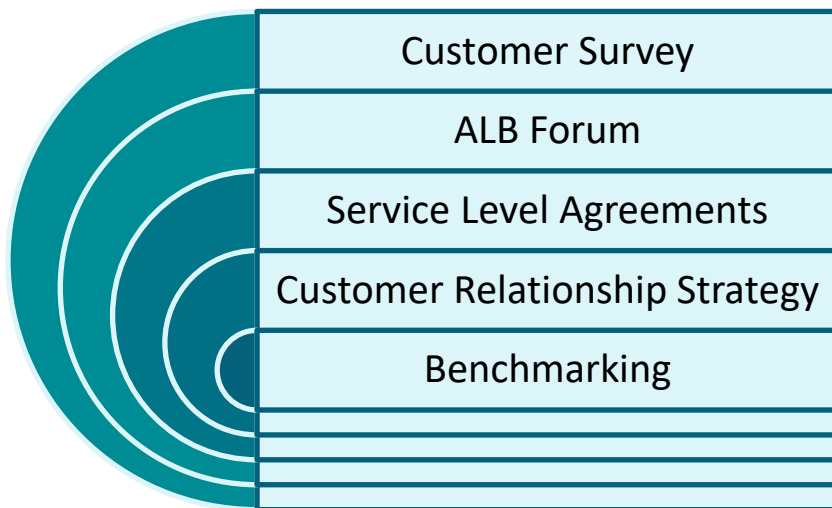 Customer Survey
ALB Forum
Service Level Agreements
Customer Relationship Strategy
Benchmarking